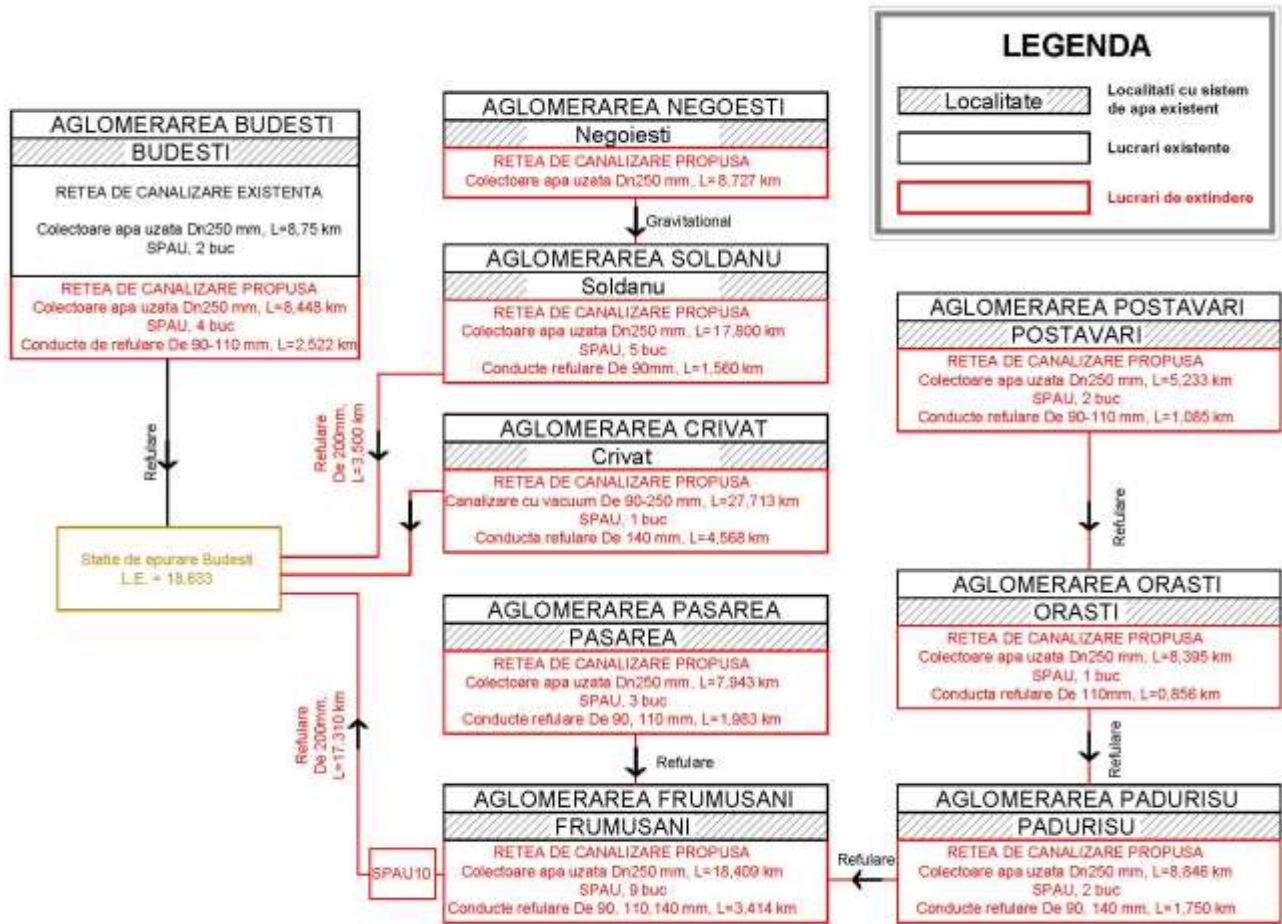 LEGENDA
Localitate
Localitati cu sistem
de apa existent
Lucrari existente
Lucrari de extindere
AGLOMERAREA BUDESTI
BUDESTI
RETEA DE CANALIZARE EXISTENTA
Colectoare apa uzata Dn250 mm, L=8,75 km
SPAU, 2 buc
RETEA DE CANALIZARE PROPUSA
Colectoare apa uzata Dn250 mm, L=8,448 km
SPAU, 4 buc
Conducte de refulare De 90-110 mm, L=2,522 km
Refulare
Statie de epurare Budesti
L.E. = 18,633
AGLOMERAREA NEGOESTI
Negoiesti
RETEA DE CANALIZARE PROPUSA
Colectoare apa uzata Dn250 mm, L=8,727 km
Gravitational
AGLOMERAREA SOLDANU
Soldanu
RETEA DE CANALIZARE PROPUSA
Colectoare apa uzata Dn250 mm, L=17,800 km
SPAU, 5 buc
Conducte refulare De 90mm, L=1,560 km
Refulare
De 200mm,
L=3,500 km
AGLOMERAREA CRIVAT
Crivat
RETEA DE CANALIZARE PROPUSA
Canalizare cu vacuum De 90-250 mm, L=27,713 km
SPAU, 1 buc
Conducta refulare De 140 mm, L=4,568 km
AGLOMERAREA PASAREA
PASAREA
RETEA DE CANALIZARE PROPUSA
Colectoare apa uzata Dn250 mm, L=7,943 km
SPAU, 3 buc
Conducte refulare De 90, 110 mm, L=1,983 km
Refulare
AGLOMERAREA FRUMUSANI
FRUMUSANI
RETEA DE CANALIZARE PROPUSA
Colectoare apa uzata Dn250 mm, L=18,409 km
SPAU, 9 buc
Conducte refulare De 90, 110,140 mm, L=3,414 km
SPAU10
Refulare
De 200mm,
L=17,310 km
AGLOMERAREA POSTAVARI
POSTAVARI
RETEA DE CANALIZARE PROPUSA
Colectoare apa uzata Dn250 mm, L=5,233 km
SPAU, 2 buc
Conducte refulare De 90-110 mm, L=1,085 km
Refulare
AGLOMERAREA ORASTI
ORASTI
RETEA DE CANALIZARE PROPUSA
Colectoare apa uzata Dn250 mm, L=8,395 km
SPAU, 1 buc
Conducta refulare De 110mm, L=0,856 km
Refulare
AGLOMERAREA PADURISU
PADURISU
RETEA DE CANALIZARE PROPUSA
Colectoare apa uzata Dn250 mm, L=8,846 km
SPAU, 2 buc
Conducte refulare De 90, 140 mm, L=1,750 km
Refulare